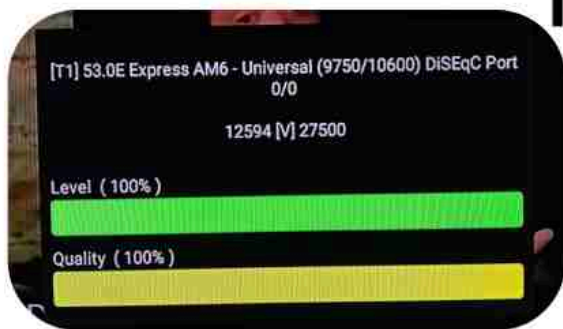 [T1] 53.0E Express AM6 - Universal (9750/10600) DiSEqC Port
0/0
12594 [V] 27500
Level ( 100% )
Quality ( 100% )